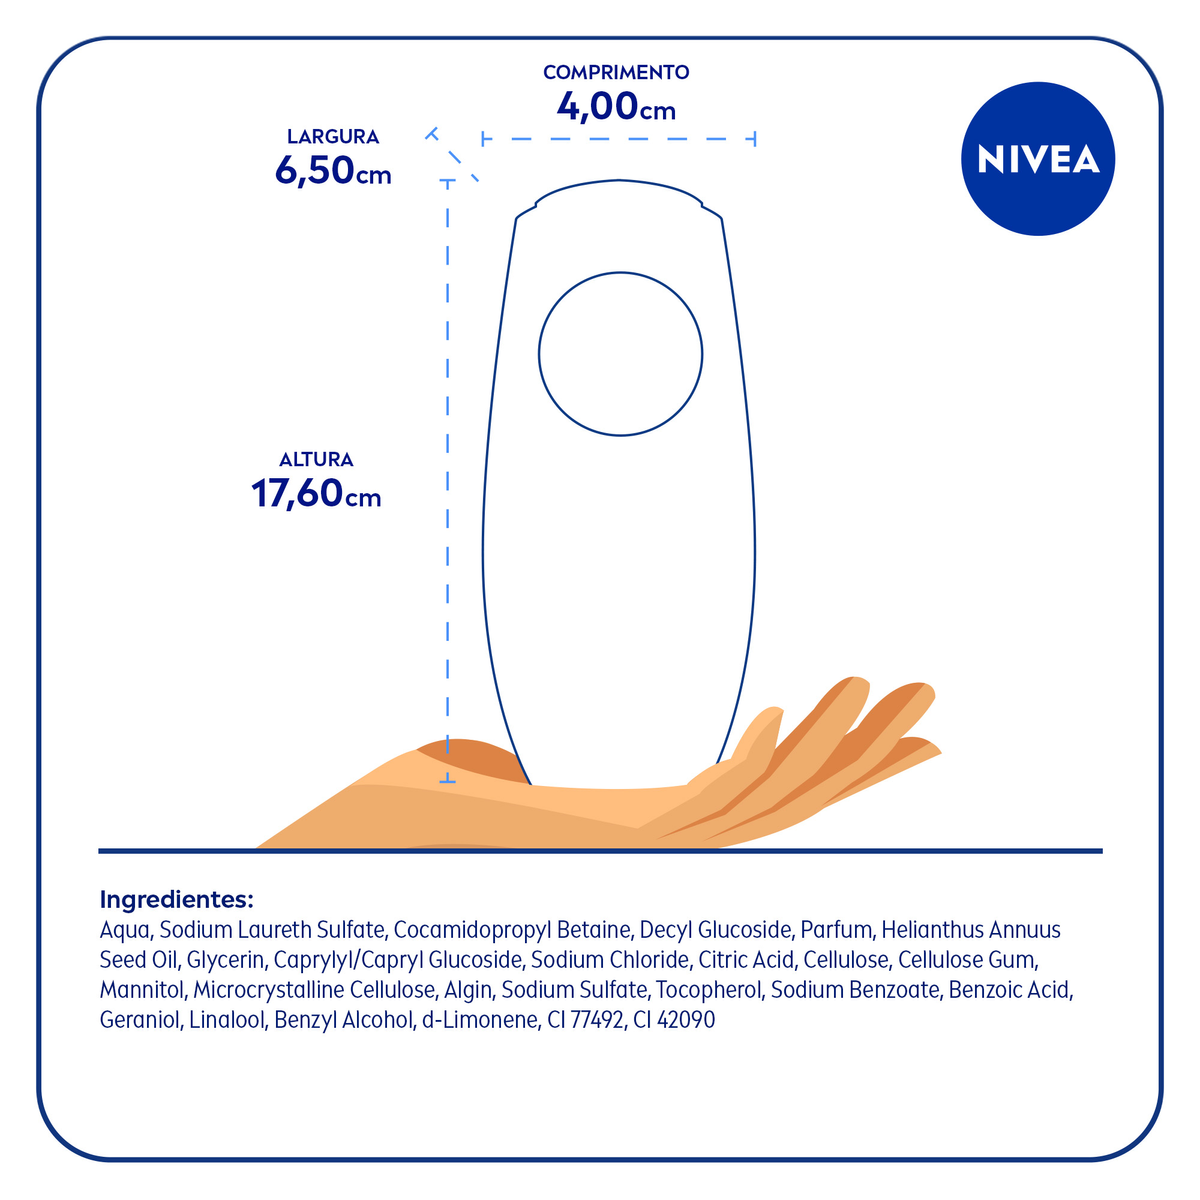 COMPRIMENTO
4,00cm
LARGURA
6,50cm
NIVEA
ALTURA
17,60cm
Ingredientes:
Aqua, Sodium Laureth Sulfate, Cocamidopropyl Betaine, Decyl Glucoside, Parfum, Helianthus Annuus
Seed Oil, Glycerin, Caprylyl/Capryl Glucoside, Sodium Chloride, Citric Acid, Cellulose, Cellulose Gum,
Mannitol, Microcrystalline Cellulose, Algin, Sodium Sulfate, Tocopherol, Sodium Benzoate, Benzoic Acid,
Geraniol, Linalool, Benzyl Alcohol, d-Limonene, CI 77492, CI 42090